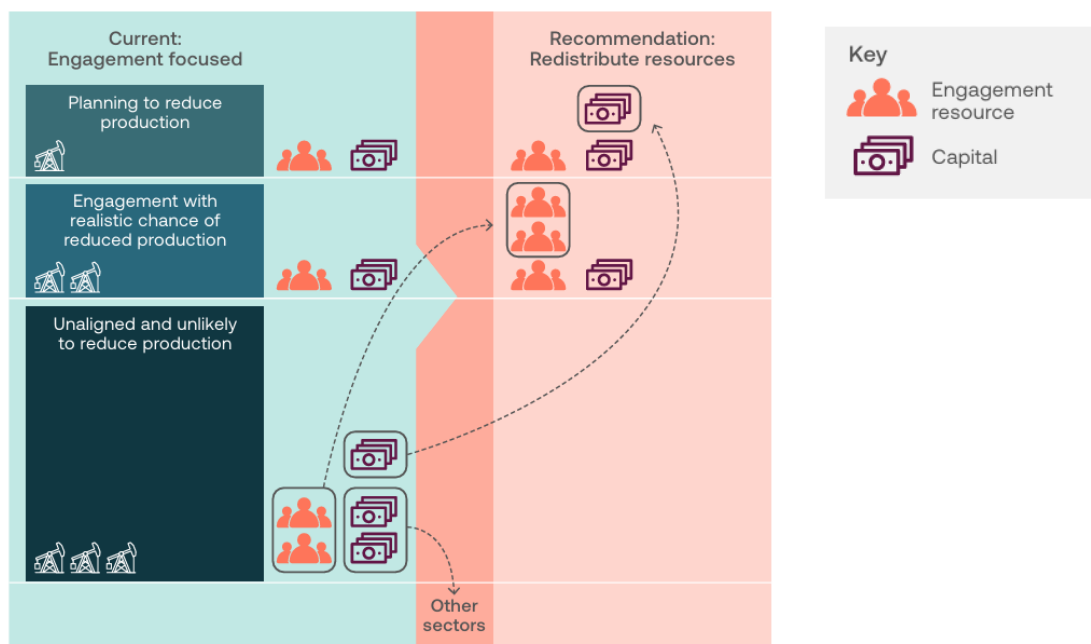 Current:
Engagement focused
Recommendation:
Redistribute resources
Key
Engagement
resource
Capital
Planning to reduce
production
Engagement with
realistic chance of
reduced production
Unaligned and unlikely
to reduce production
Other
sectors